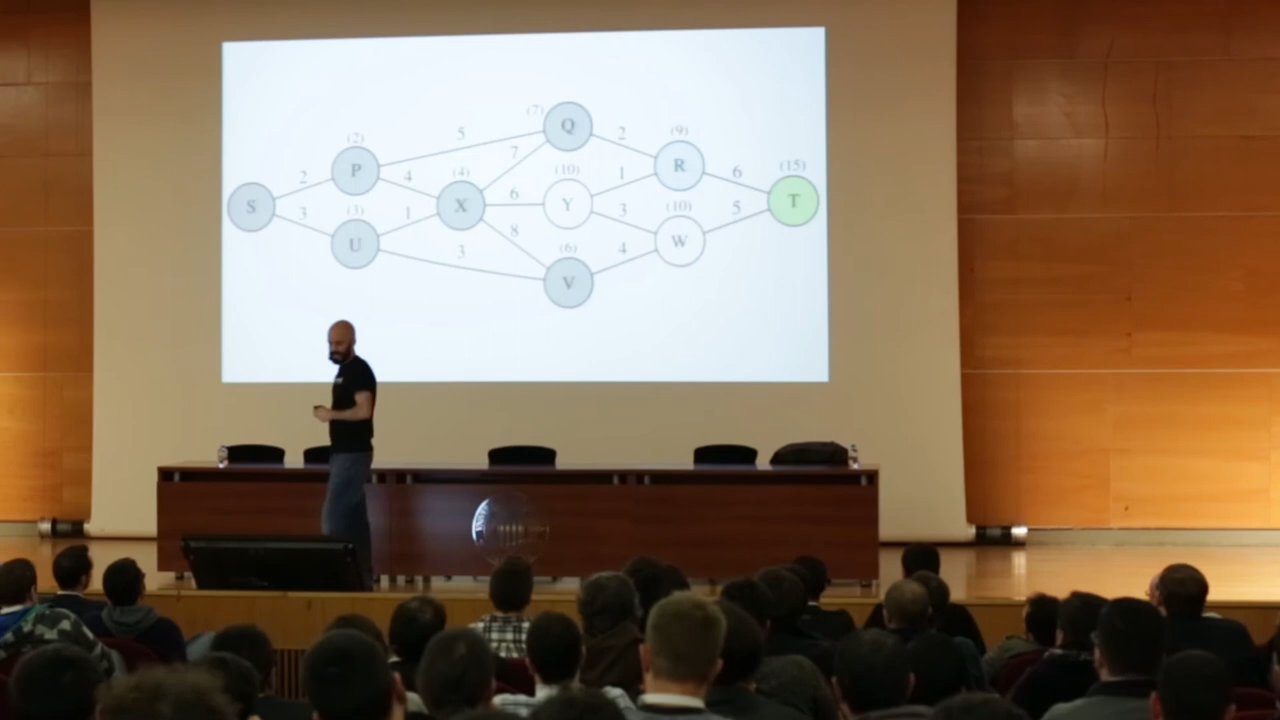 (7) Q 2 (9)
(2) 5 R 6 (15)
P 7 (10) 1 T
2 4 (4) 6 Y 3 (10) 5
S X W
3 (3) 1 8 (6) 4
U 3 V